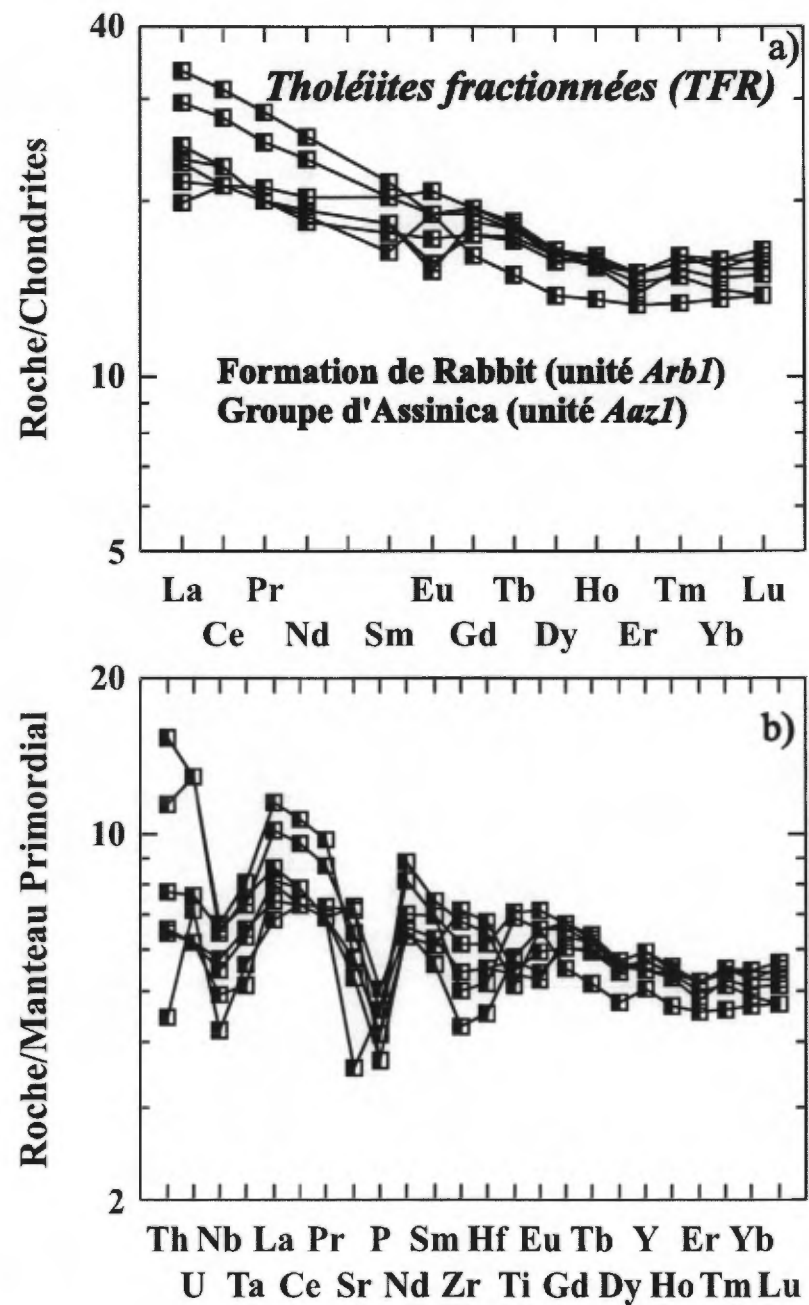 40
a)
Tholéiites fractionnées (TFR)
20
Roche/Chondrites
10
Formation de Rabbit (unité Arb1)
Groupe d'Assinica (unité Aaz1)
5
La Pr Eu Tb Ho Tm Lu
Ce Nd Sm Gd Dy Er Yb
20
b)
Roche/Manteau Primordial
10
2
Th Nb La Pr P Sm Hf Eu Tb Y Er Yb
U Ta Ce Sr Nd Zr Ti Gd Dy Ho Tm Lu